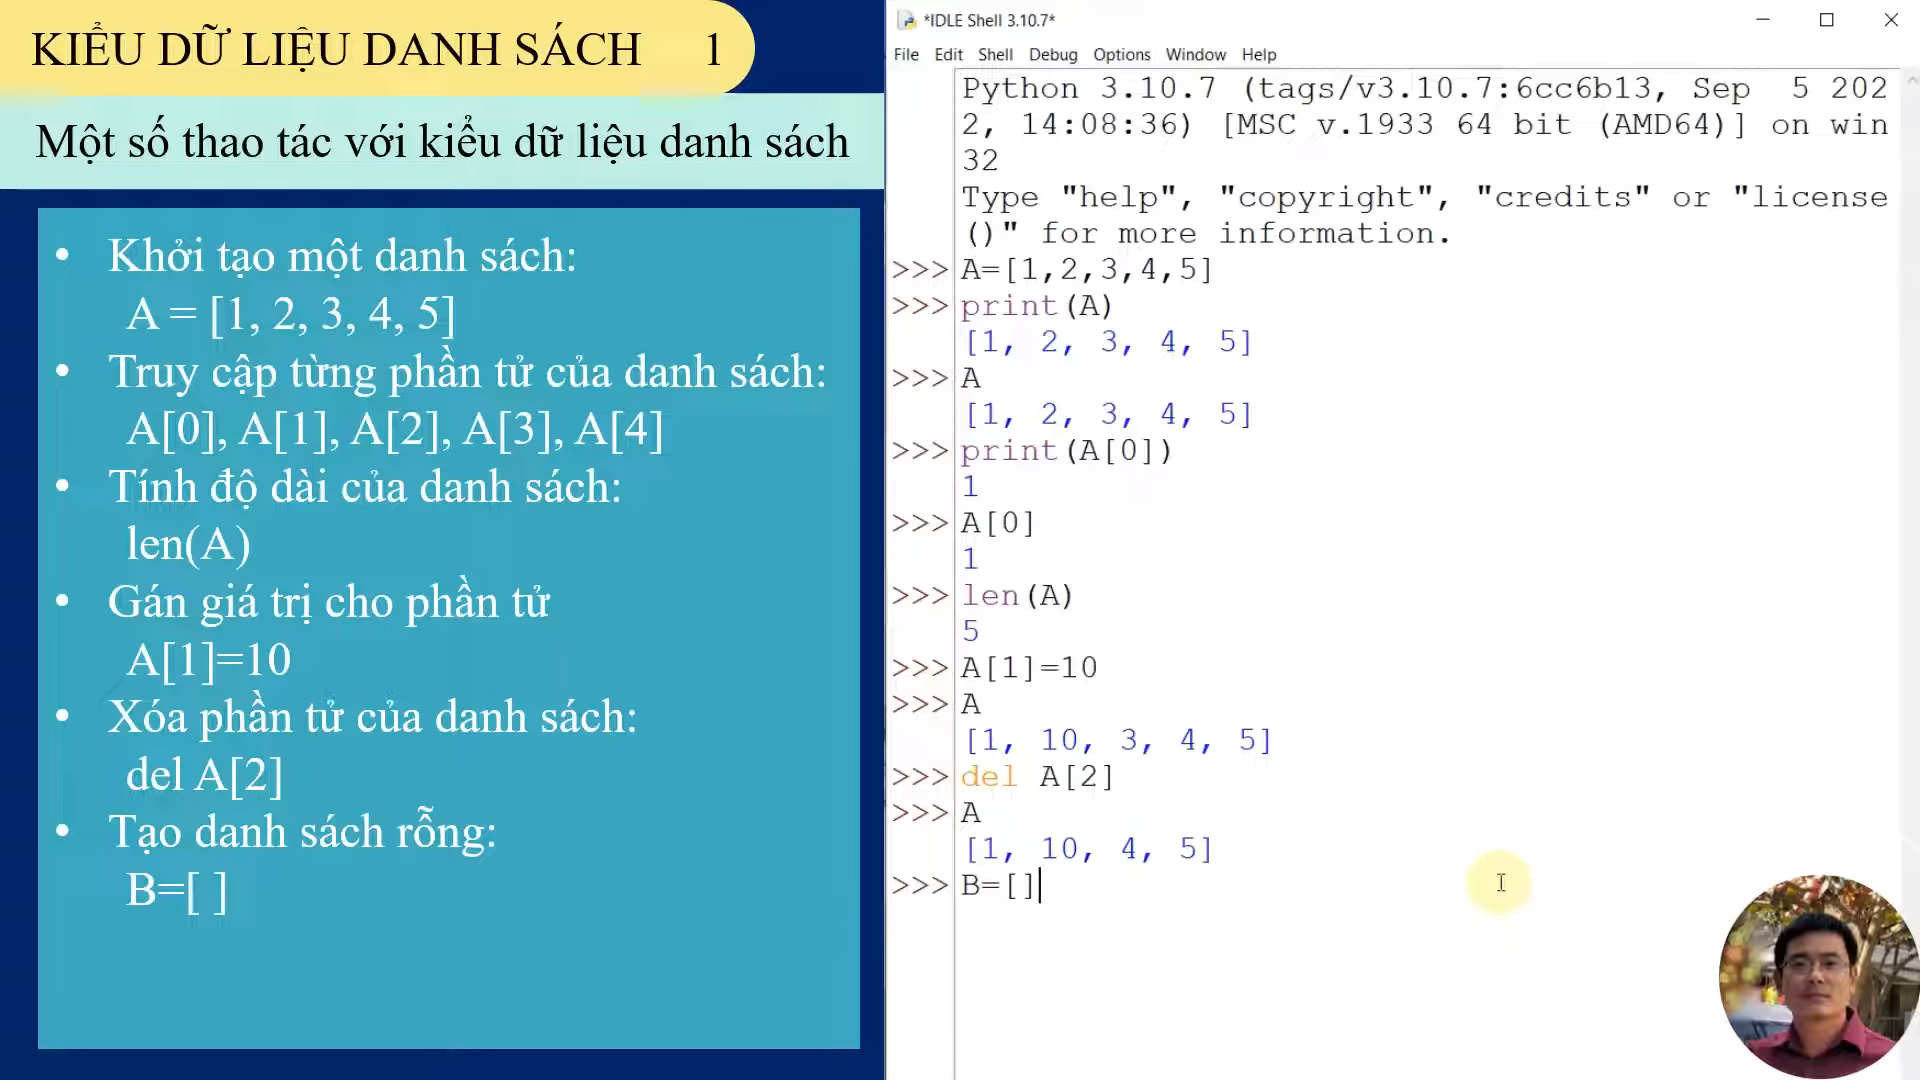 KIỂU DỮ LIỆU DANH SÁCH 1
Một số thao tác với kiểu dữ liệu danh sách
• Khởi tạo một danh sách:
A = [1, 2, 3, 4, 5]
• Truy cập từng phần tử của danh sách:
A[0], A[1], A[2], A[3], A[4]
• Tính độ dài của danh sách:
len(A)
• Gán giá trị cho phần tử
A[1]=10
• Xóa phần tử của danh sách:
del A[2]
• Tạo danh sách rỗng:
B=[ ]
*IDLE Shell 3.10.7*
File Edit Shell Debug Options Window Help
Python 3.10.7 (tags/v3.10.7:6cc6b13, Sep  5 202
2, 14:08:36) [MSC v.1933 64 bit (AMD64)] on win
32
Type "help", "copyright", "credits" or "license
()" for more information.
>>> A=[1,2,3,4,5]
>>> print(A)
[1, 2, 3, 4, 5]
>>> A
[1, 2, 3, 4, 5]
>>> print(A[0])
1
>>> A[0]
1
>>> len(A)
5
>>> A[1]=10
>>> A
[1, 10, 3, 4, 5]
>>> del A[2]
>>> A
[1, 10, 4, 5]
>>> B=[]